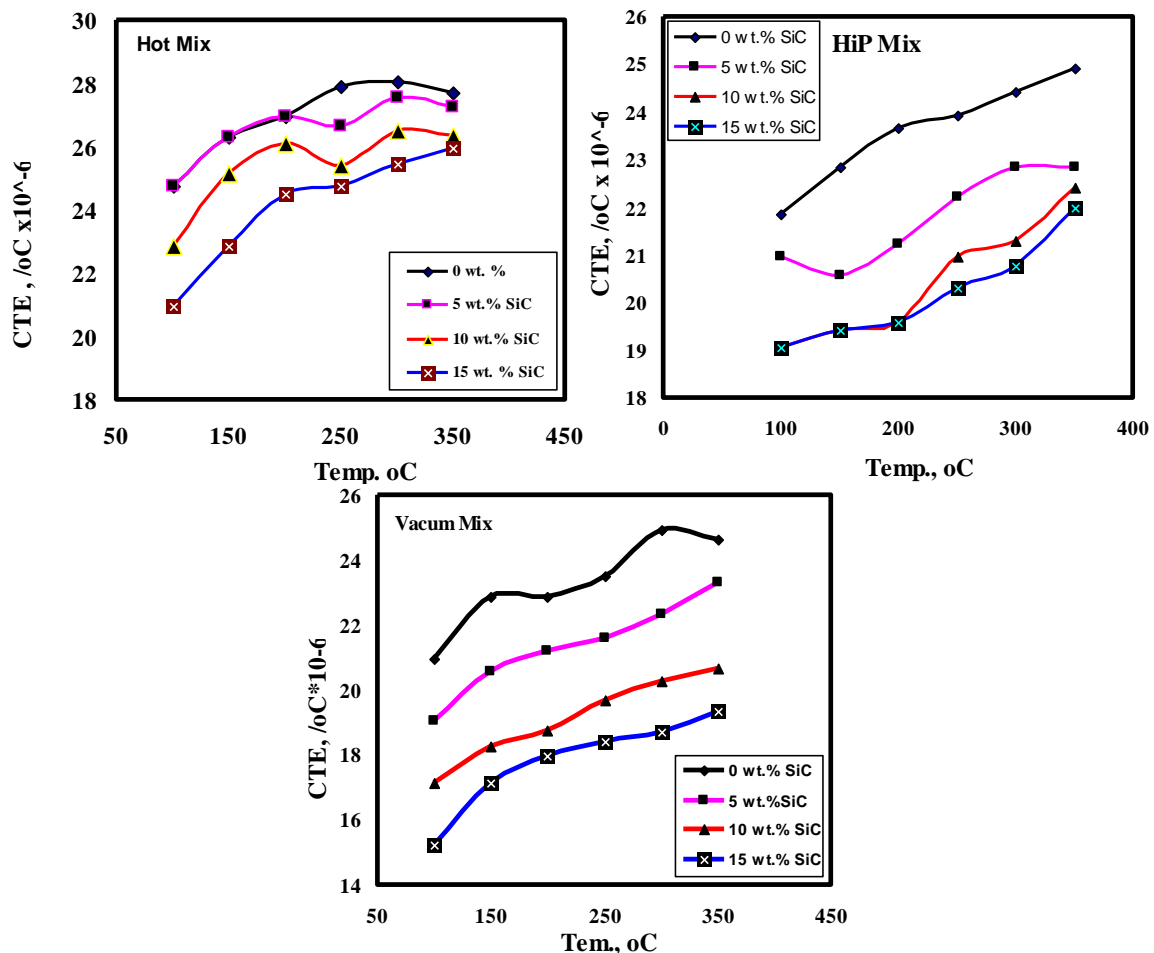 Hot Mix
CTE , /oC x10^-6
30
28
26
24
22
20
18
50
150
250
350
450
Temp. oC
0 wt. %
5 wt.% SiC
10 wt.% SiC
15 wt. % SiC
HiP Mix
CTE, /oC x 10^-6
26
25
24
23
22
21
20
19
18
0
100
200
300
400
Temp., oC
0 wt.% SiC
5 wt.% SiC
10 wt.% SiC
15 wt.% SiC
Vacum Mix
CTE, /oC*10-6
26
24
22
20
18
16
14
50
150
250
350
450
Tem., oC
0 wt.% SiC
5 wt.%SiC
10 wt.% SiC
15 wt.% SiC